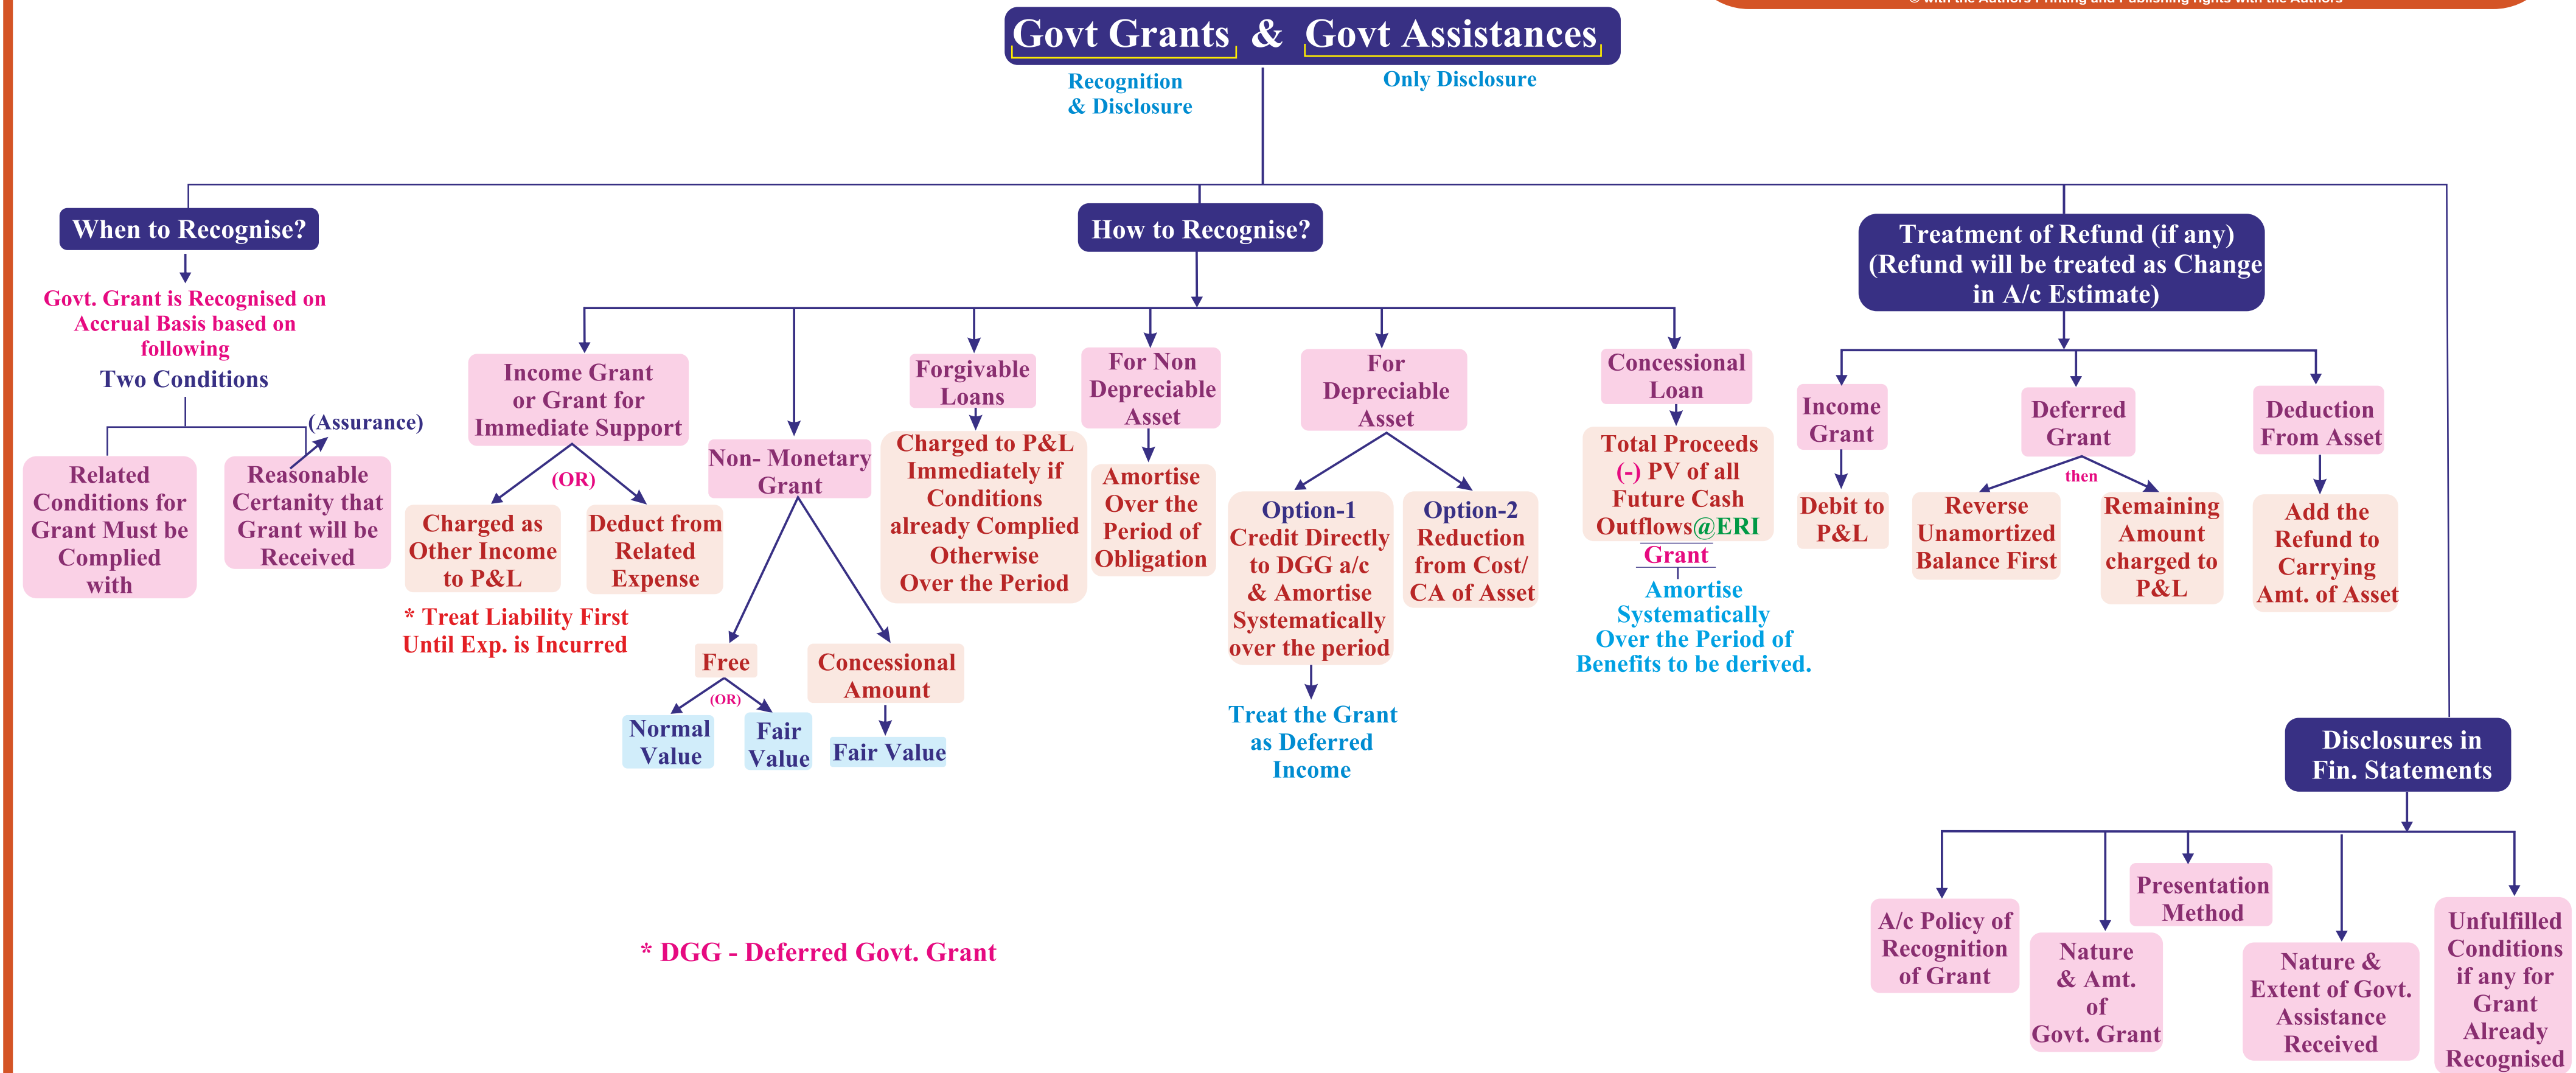 © with the Authors Printing and Publishing rights with the Authors
Govt Grants & Govt Assistances
Recognition
& Disclosure
Only Disclosure
When to Recognise?
Govt. Grant is Recognised on
Accrual Basis based on
following
Two Conditions
(Assurance)
Related
Conditions for
Grant Must be
Complied
with
Reasonable
Certanity that
Grant will be
Received
How to Recognise?
Income Grant
or Grant for
Immediate Support
(OR)
Charged as
Other Income
to P&L
Deduct from
Related
Expense
* Treat Liability First
Until Exp. is Incurred
Non- Monetary
Grant
Free
(OR)
Normal
Value
Fair
Value
Concessional
Amount
Fair Value
Forgivable
Loans
Charged to P&L
Immediately if
Conditions
already Complied
Otherwise
Over the Period
For Non
Depreciable
Asset
Amortise
Over the
Period of
Obligation
For
Depreciable
Asset
Option-1
Credit Directly
to DGG a/c
& Amortise
Systematically
over the period
Treat the Grant
as Deferred
Income
Option-2
Reduction
from Cost/
CA of Asset
Concessional
Loan
Total Proceeds
(-) PV of all
Future Cash
Outflows@ERI
Grant
Amortise
Systematically
Over the Period of
Benefits to be derived.
Treatment of Refund (if any)
(Refund will be treated as Change
in A/c Estimate)
Income
Grant
Debit to
P&L
Deferred
Grant
then
Reverse
Unamortized
Balance First
Remaining
Amount
charged to
P&L
Deduction
From Asset
Add the
Refund to
Carrying
Amt. of Asset
Disclosures in
Fin. Statements
A/c Policy of
Recognition
of Grant
Nature
& Amt.
of
Govt. Grant
Presentation
Method
Nature &
Extent of Govt.
Assistance
Received
Unfulfilled
Conditions
if any for
Grant
Already
Recognised
* DGG - Deferred Govt. Grant